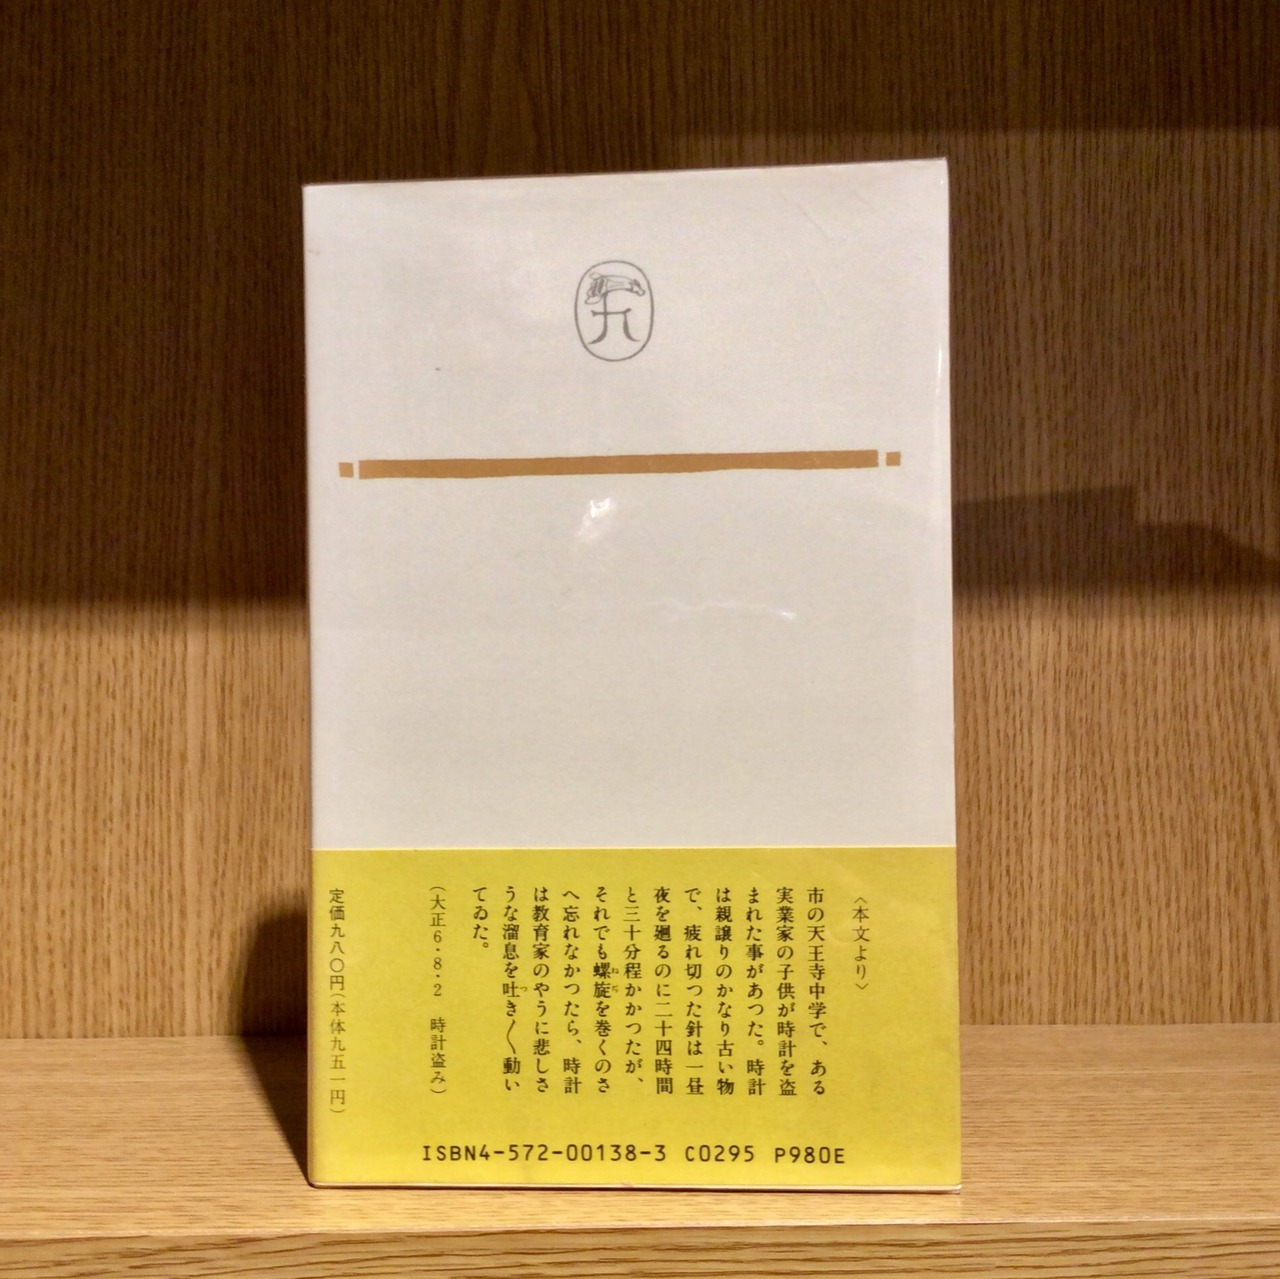 〈本文より〉
市の天王寺中学で、ある
実業家の子供が時計を盗
まれた事があつた。時計
は親譲りのかなり古い物
で、疲れ切つた針は一昼
夜を廻るのに二十四時間
と三十分程かかつたが、
それでも螺旋を巻くのさ
へ忘れなかつたら、時計
は教育家のやうに悲しさ
うな溜息を吐き〱動い
てゐた。
(大正6・8・2 時計盗み)
定価九八〇円(本体九五一円)
ISBN4-572-00138-3 C0295 P980E